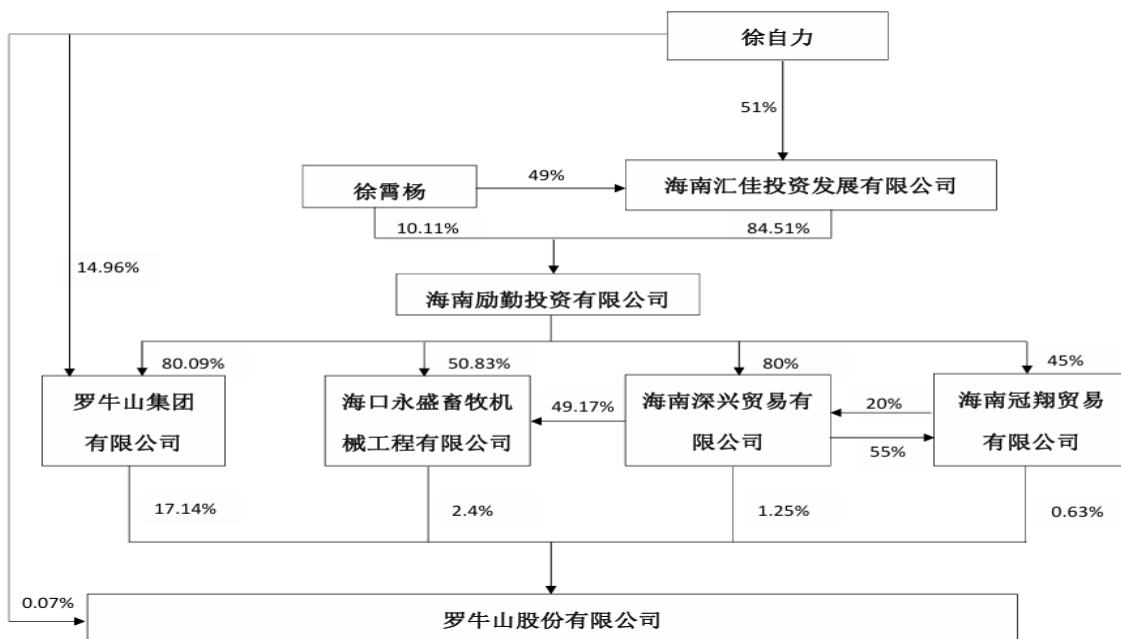 徐自力
51%
徐霄杨
49%
海南汇佳投资发展有限公司
10.11%
84.51%
14.96%
海南励勤投资有限公司
80.09%
50.83%
80%
45%
罗牛山集团
有限公司
海口永盛畜牧机
械工程有限公司
49.17%
海南深兴贸易有
限公司
20%
55%
海南冠翔贸易
有限公司
17.14%
2.4%
1.25%
0.63%
0.07%
罗牛山股份有限公司